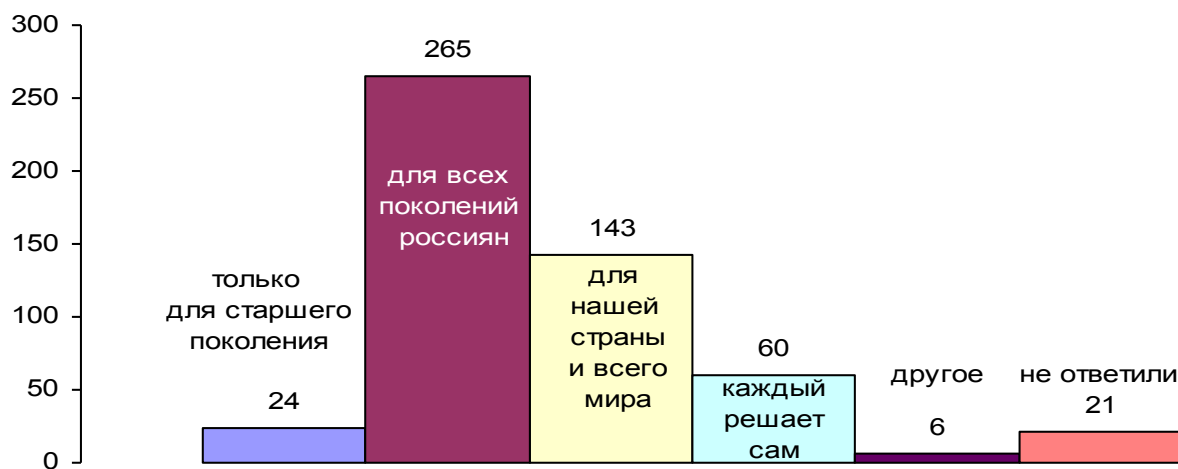 300
250
200
150
100
50
0
только
для старшего
поколения
24
265
для всех
поколений
россиян
143
для
нашей
страны
и всего
мира
60
каждый
решает
сам
другое
6
не ответили
21